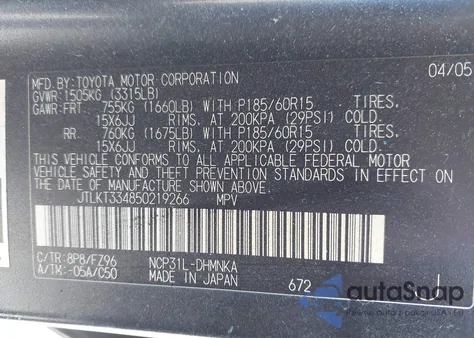 MFD.BY:TOYOTA MOTOR CORPORATION 04/05
GVWR 1505KG (3315LB)
GAWR:FRT. 755KG (1660LB) WITH P185/60R15 TIRES,
15X6JJ RIMS, AT 200KPA (29PSI) COLD.
RR. 760KG (1675LB) WITH P185/60R15 TIRES,
15X6JJ RIMS, AT 200KPA (29PSI) COLD.
THIS VEHICLE CONFORMS TO ALL APPLICABLE FEDERAL MOTOR
VEHICLE SAFETY AND THEFT PREVENTION STANDARDS IN EFFECT
ON THE DATE OF MANUFACTURE SHOWN ABOVE.
JTLKT334850219266 MPV
C/TR:8P8/FZ96 NCP31L-DHMNKA
A/TM:-05A/C50 MADE IN JAPAN 672
autoSnap